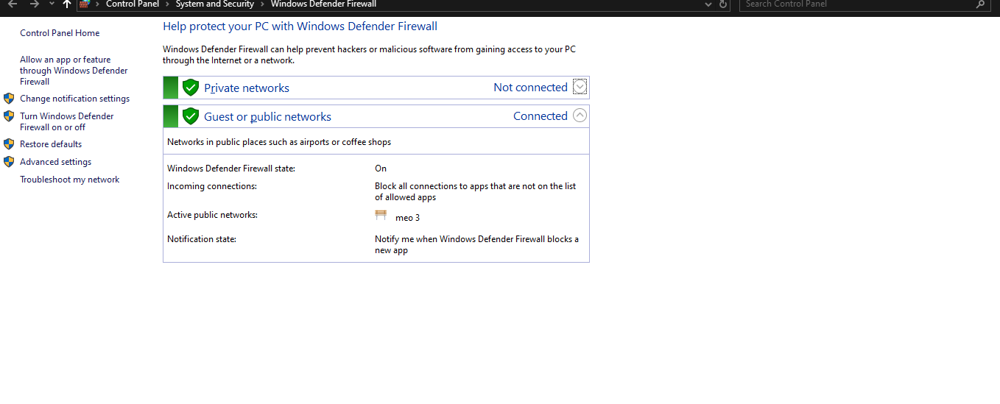 Control Panel > System and Security > Windows Defender Firewall
Search Control Panel
Control Panel Home
Allow an app or feature
through Windows Defender
Firewall
Change notification settings
Turn Windows Defender
Firewall on or off
Restore defaults
Advanced settings
Troubleshoot my network
Help protect your PC with Windows Defender Firewall
Windows Defender Firewall can help prevent hackers or malicious software from gaining access to your PC
through the Internet or a network.
Private networks Not connected
Guest or public networks Connected
Networks in public places such as airports or coffee shops
Windows Defender Firewall state: On
Incoming connections: Block all connections to apps that are not on the list
of allowed apps
Active public networks: meo 3
Notification state: Notify me when Windows Defender Firewall blocks a
new app